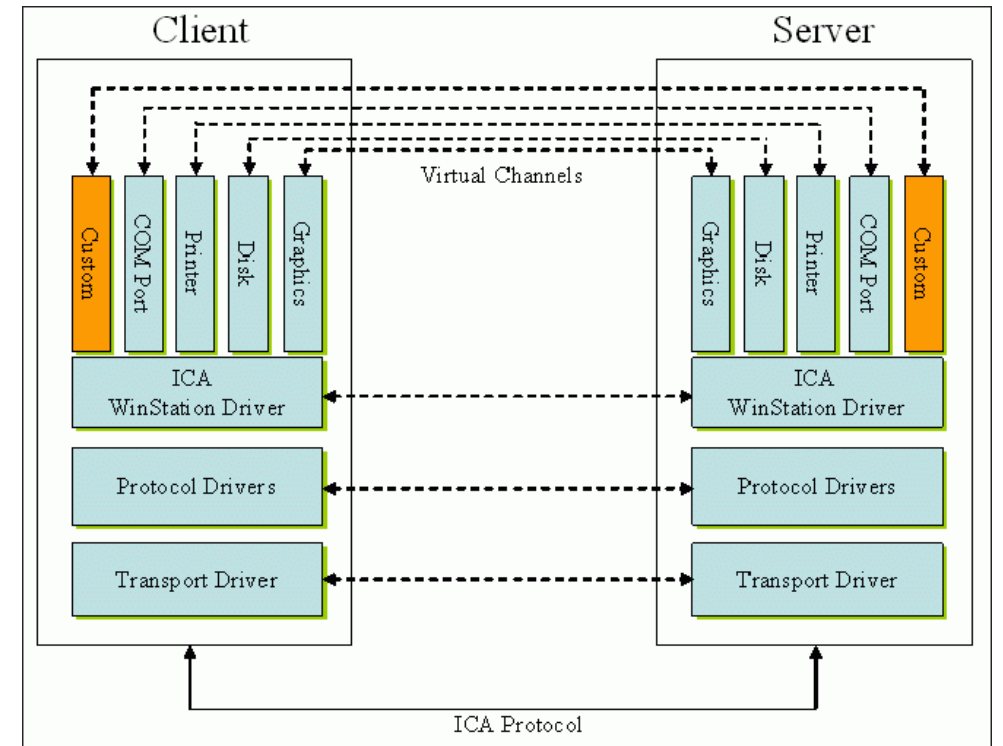 Client
Server
Virtual Channels
Custom
COM Port
Printer
Disk
Graphics
Graphics
Disk
Printer
COM Port
Custom
ICA
WinStation Driver
ICA
WinStation Driver
Protocol Drivers
Protocol Drivers
Transport Driver
Transport Driver
ICA Protocol